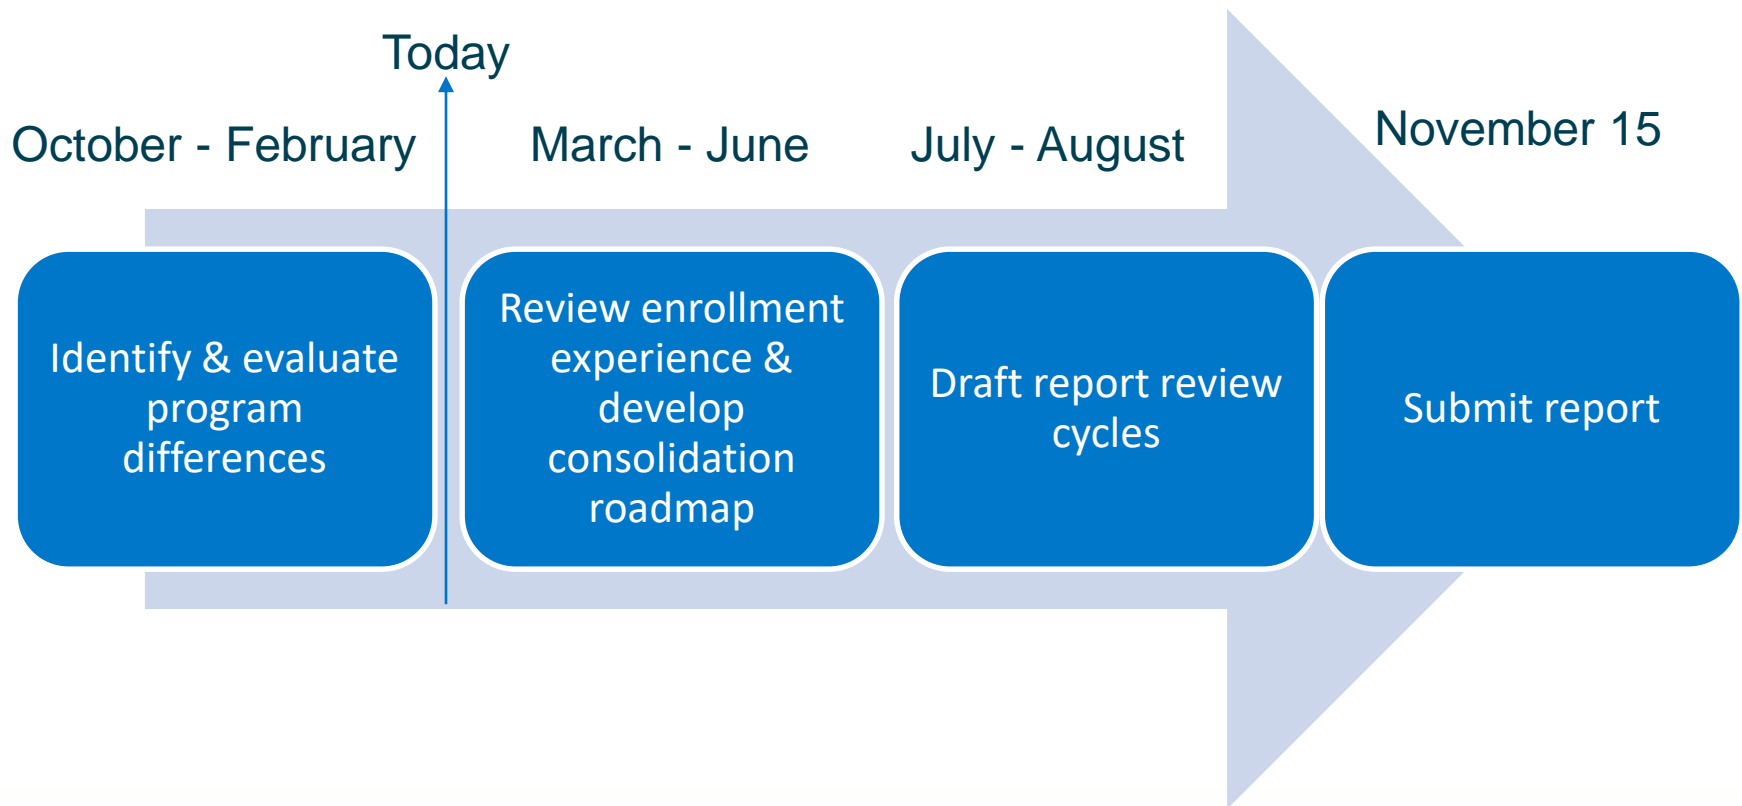 Today
October - February
March - June
July - August
November 15
Identify & evaluate
program
differences
Review enrollment
experience &
develop
consolidation
roadmap
Draft report review
cycles
Submit report